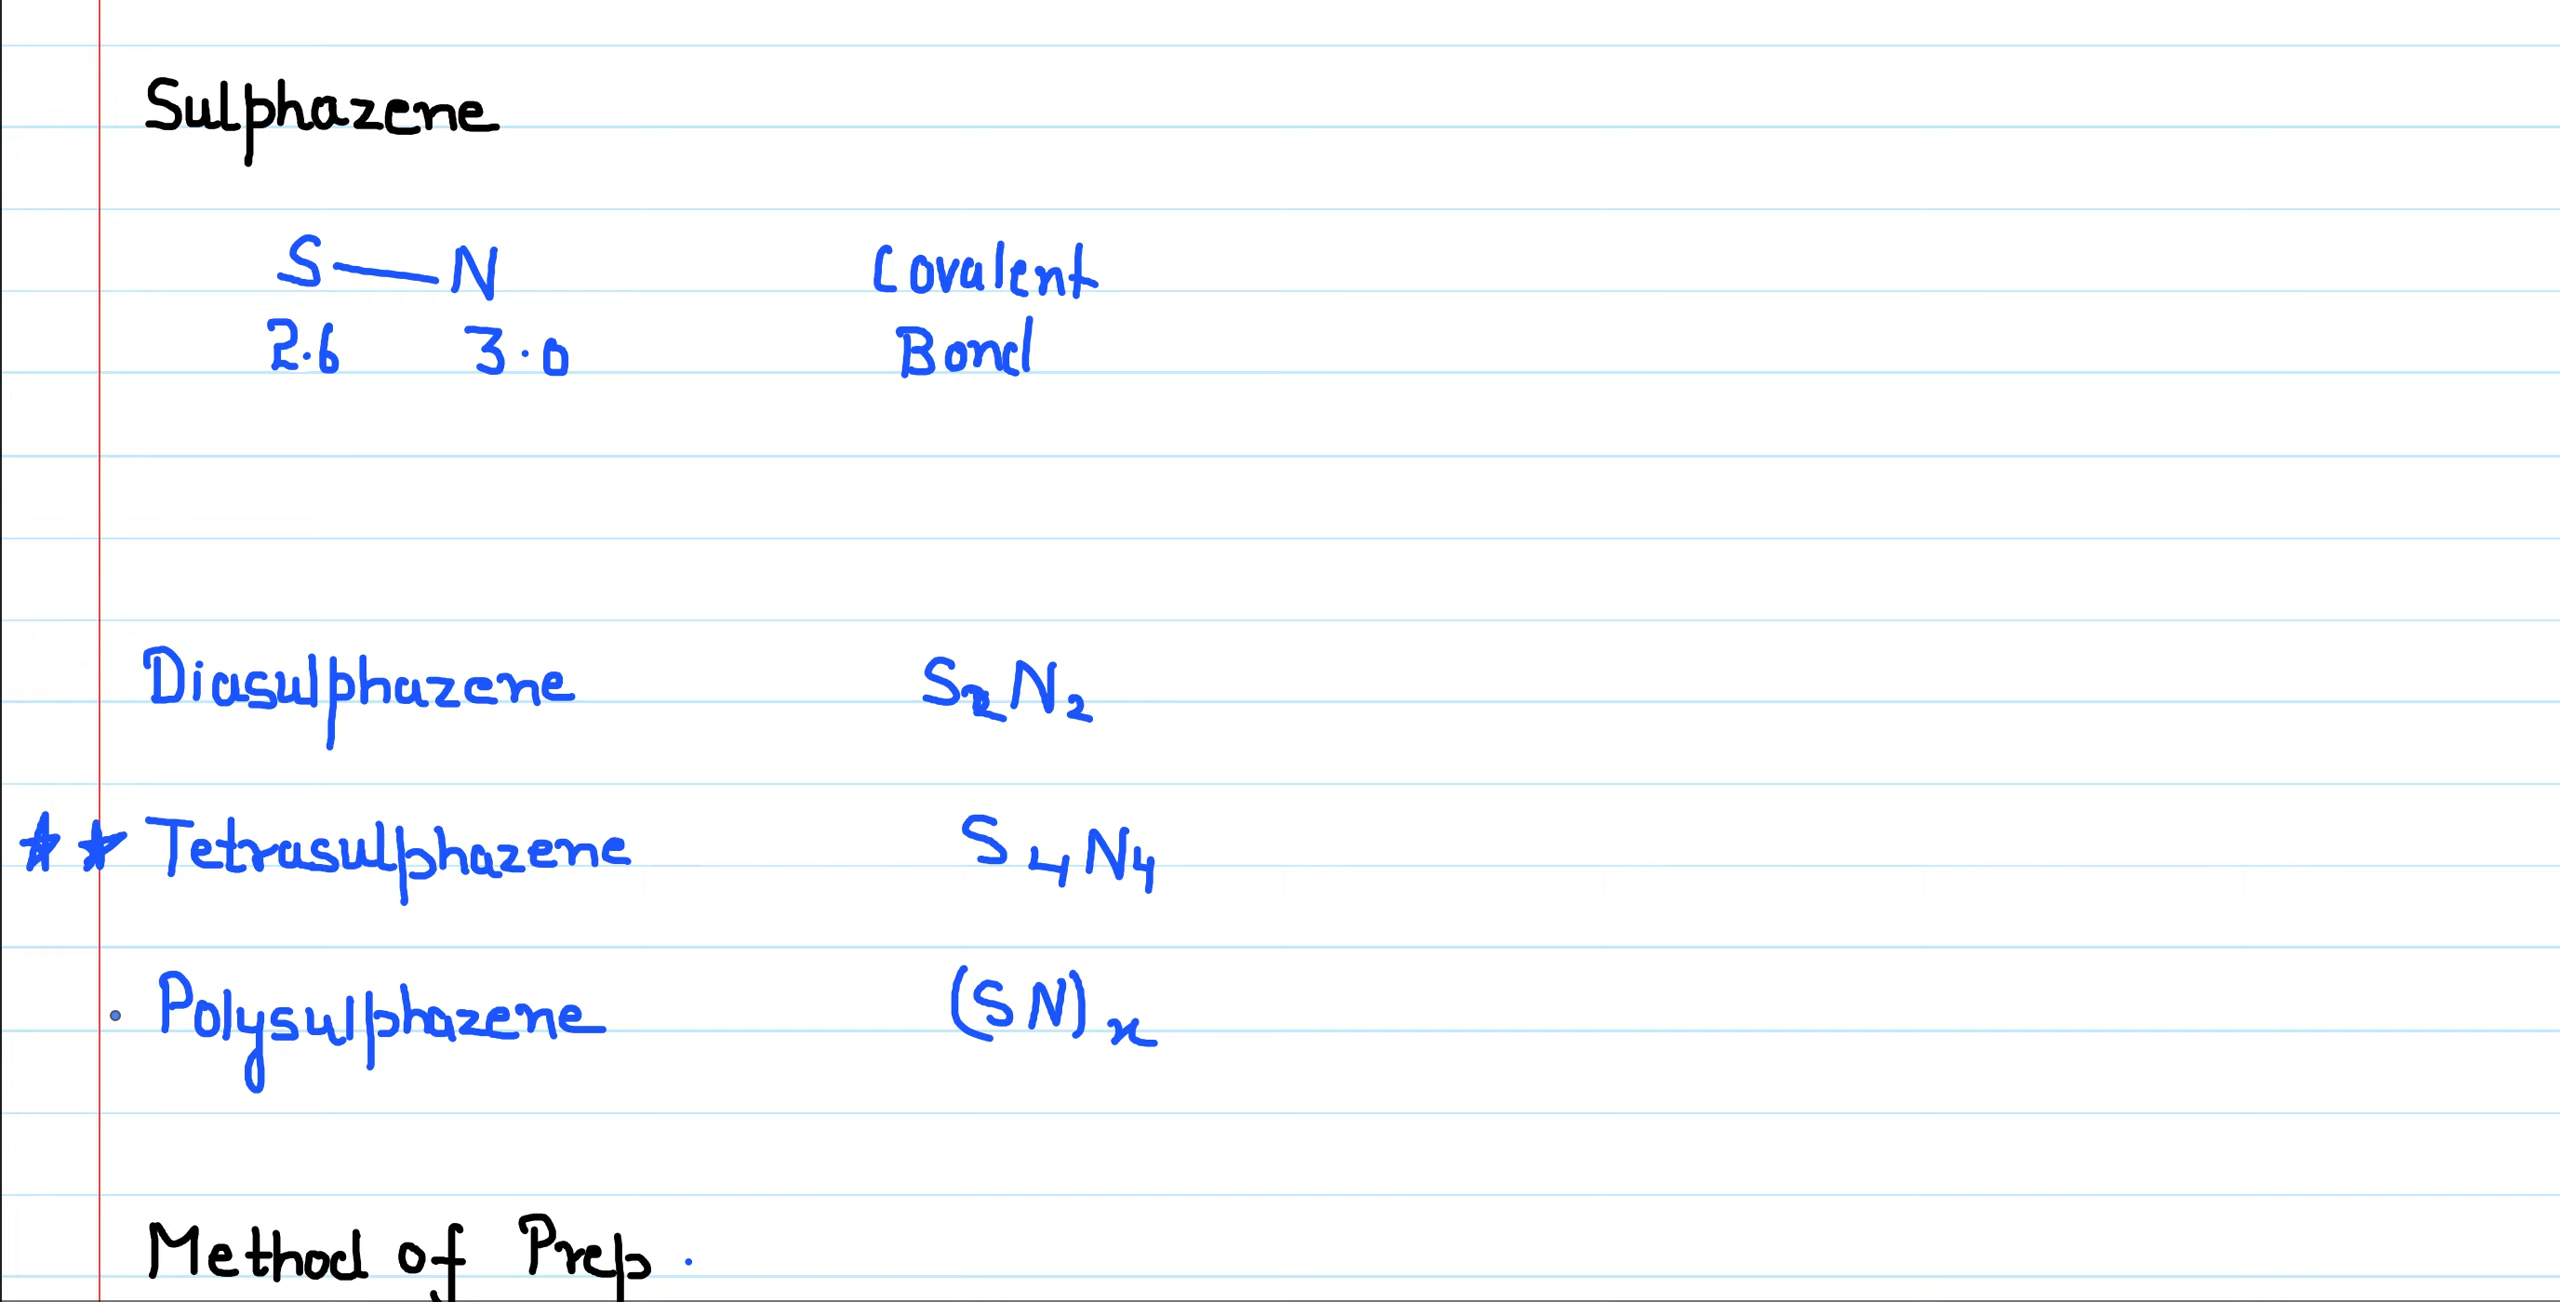 Sulphazene
S — N Covalent
2.6 3.0 Bond
Diasulphazene S₂N₂
★★ Tetrasulphazene S₄N₄
Polysulphazene (SN)ₓ
Method of Prep.